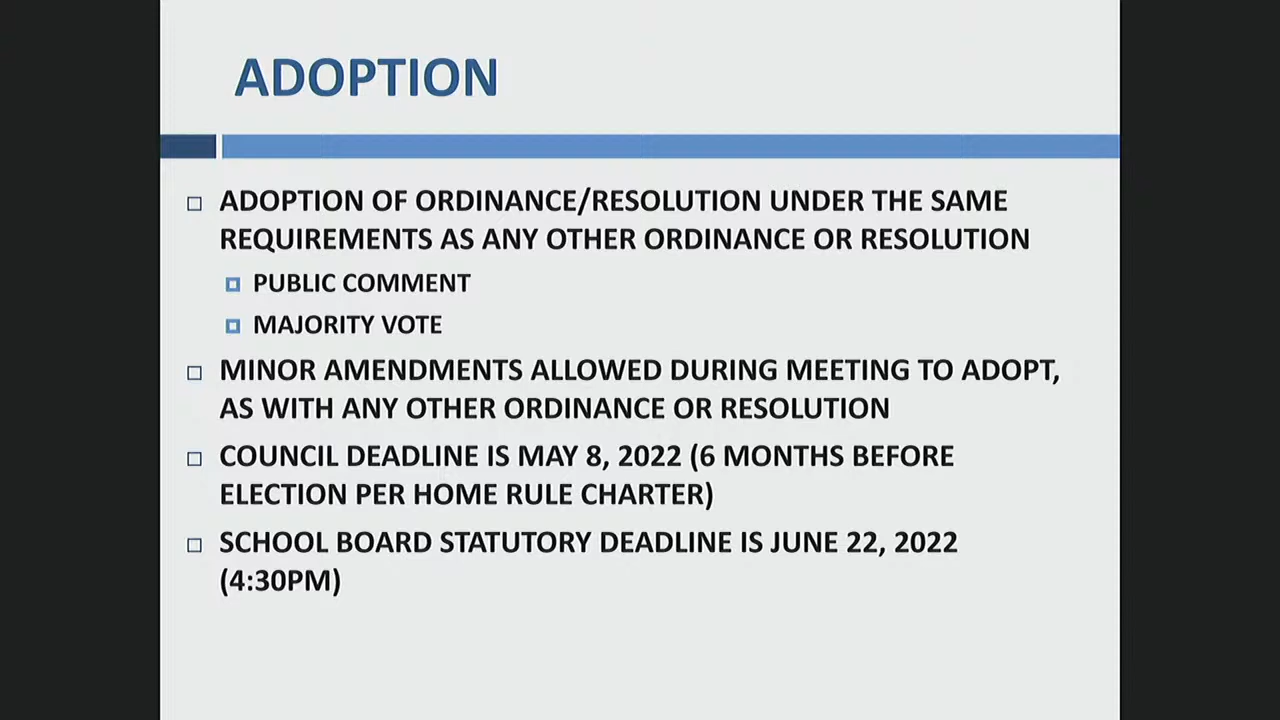 ADOPTION
ADOPTION OF ORDINANCE/RESOLUTION UNDER THE SAME
REQUIREMENTS AS ANY OTHER ORDINANCE OR RESOLUTION
PUBLIC COMMENT
MAJORITY VOTE
MINOR AMENDMENTS ALLOWED DURING MEETING TO ADOPT,
AS WITH ANY OTHER ORDINANCE OR RESOLUTION
COUNCIL DEADLINE IS MAY 8, 2022 (6 MONTHS BEFORE
ELECTION PER HOME RULE CHARTER)
SCHOOL BOARD STATUTORY DEADLINE IS JUNE 22, 2022
(4:30PM)